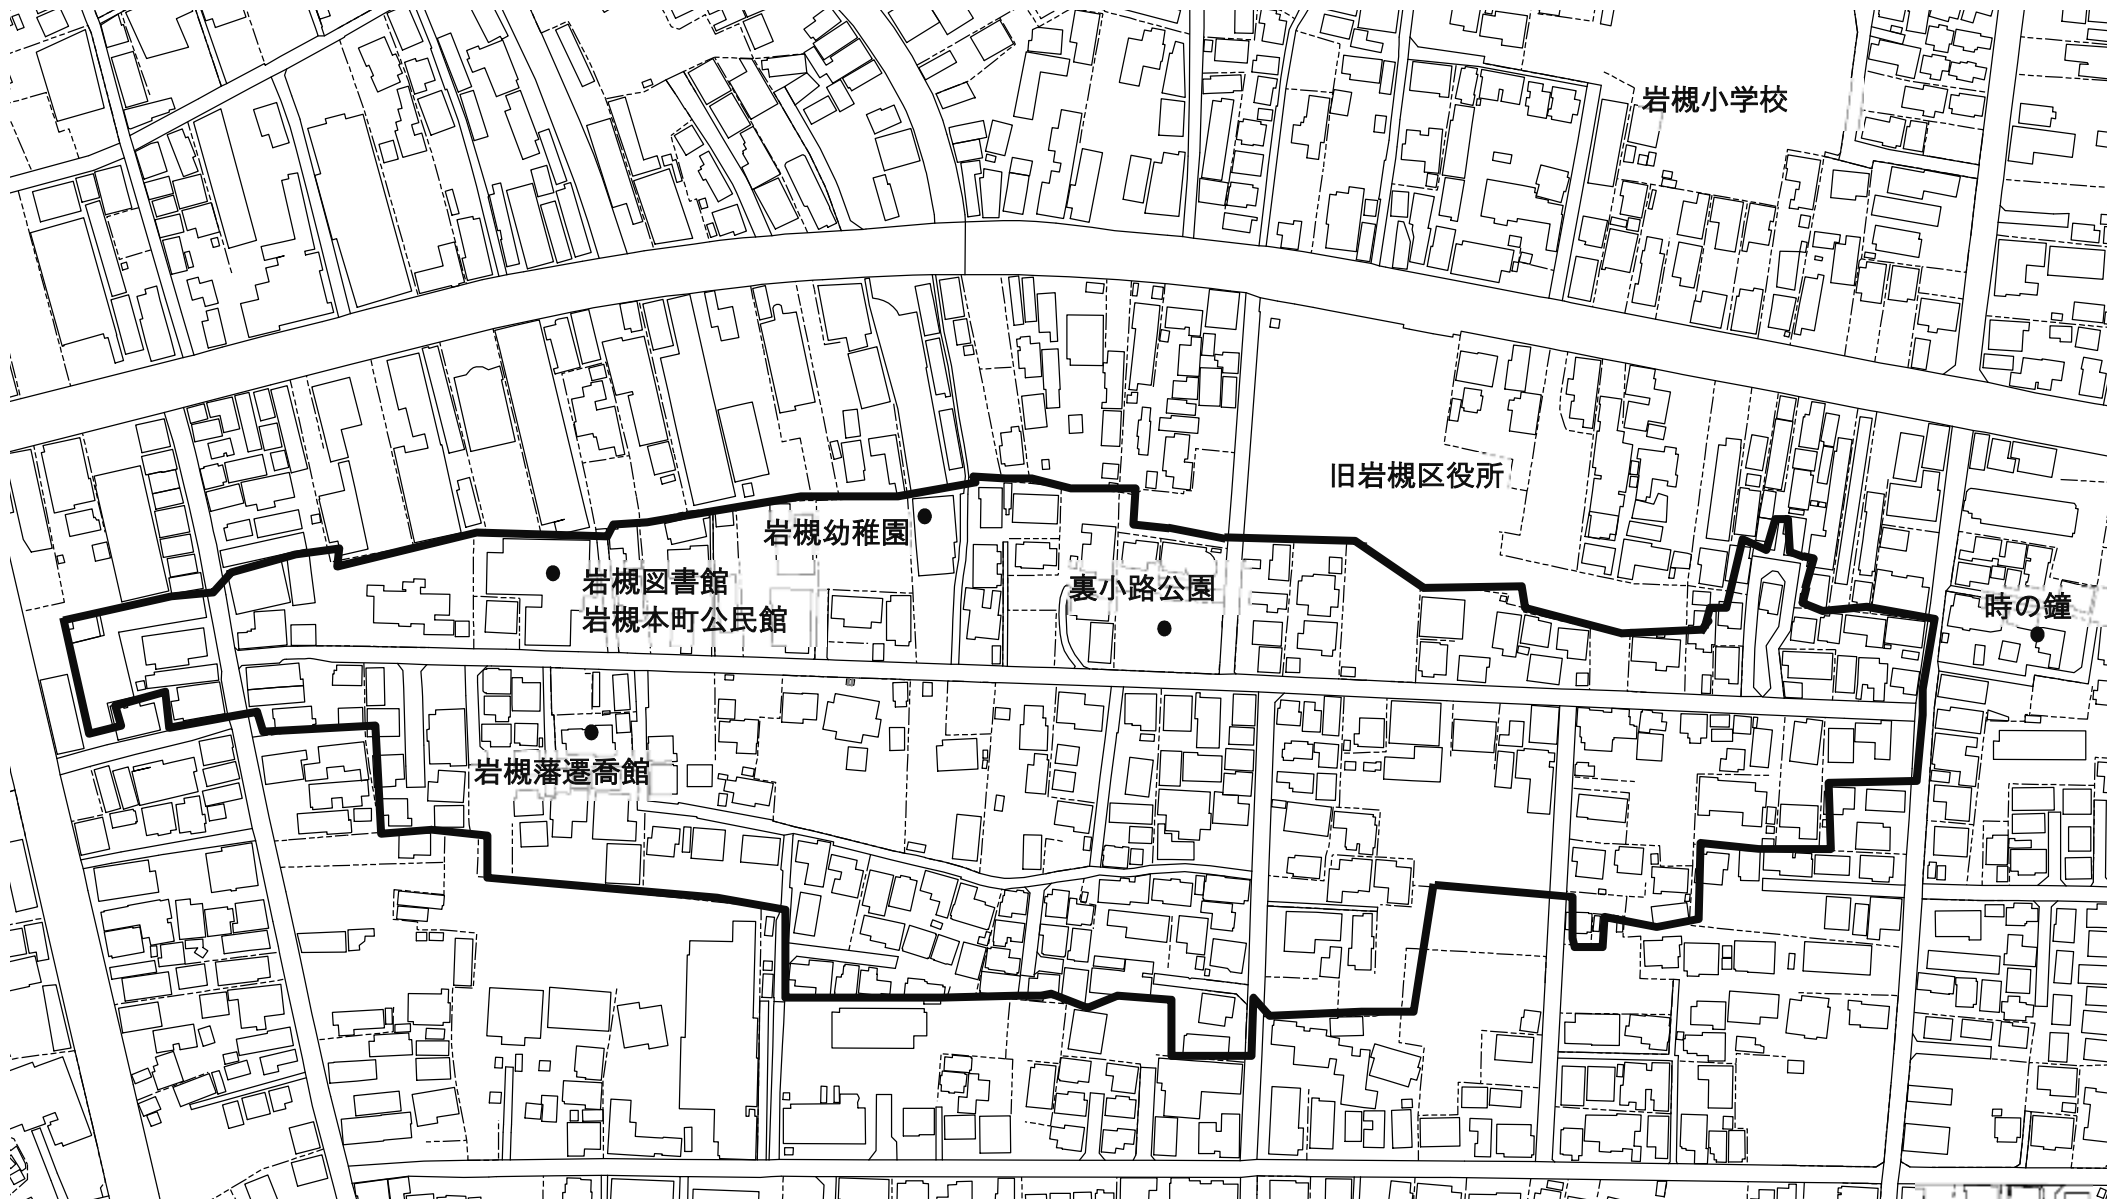 岩槻小学校
旧岩槻区役所
岩槻幼稚園
岩槻図書館
岩槻本町公民館
裏小路公園
時の鐘
岩槻藩遷喬館